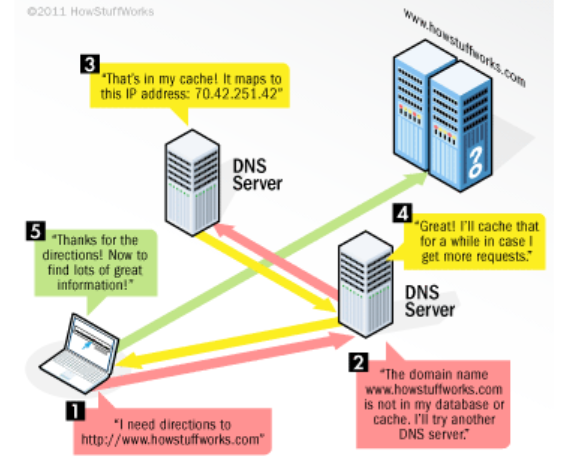 ©2011 HowStuffWorks
www.howstuffworks.com
3
"That's in my cache! It maps to
this IP address: 70.42.251.42"
DNS
Server
?
4
"Great! I'll cache that
for a while in case I
get more requests."
5
"Thanks for the
directions! Now to
find lots of great
information!"
DNS
Server
2
"The domain name
www.howstuffworks.com
is not in my database or
cache. I'll try another
DNS server."
1
"I need directions to
http://www.howstuffworks.com"